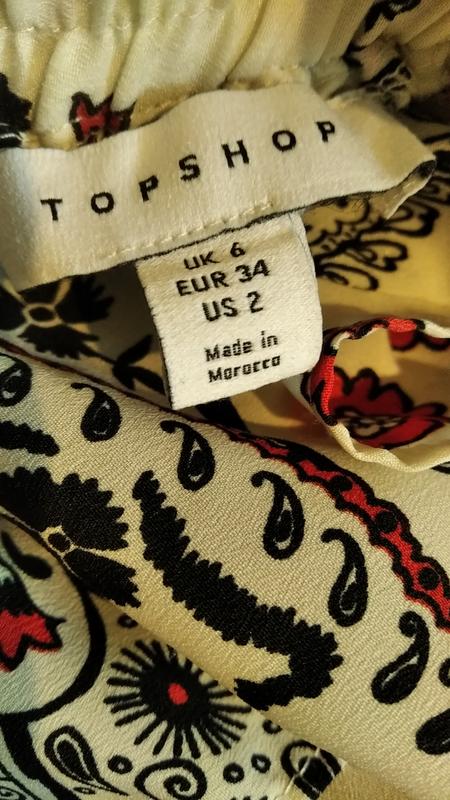 TOPSHOP
UK 6
EUR 34
US 2
Made in
Morocco